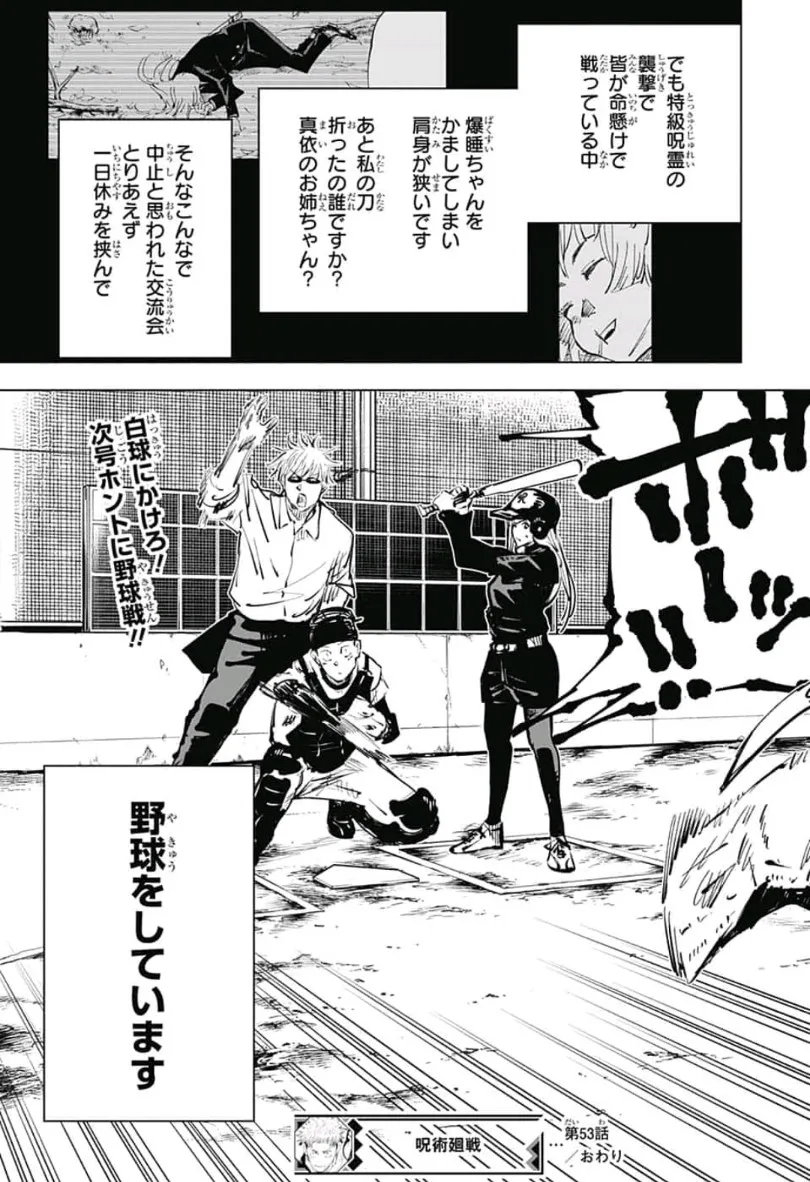 でも特級呪霊の
襲撃で
皆が命懸けで
戦っている中
爆睡ちゃんを
かましてしまい
肩身が狭いです
あと私の刀
折ったの誰ですか？
真依のお姉ちゃん？
そんなこんなで
中止と思われた交流会
とりあえず
一日休みを挟んで
プレイボール!!
白球にかけろ!!
次号ホントに野球戦!!
野球をしています
呪術廻戦
第53話
…／おわり